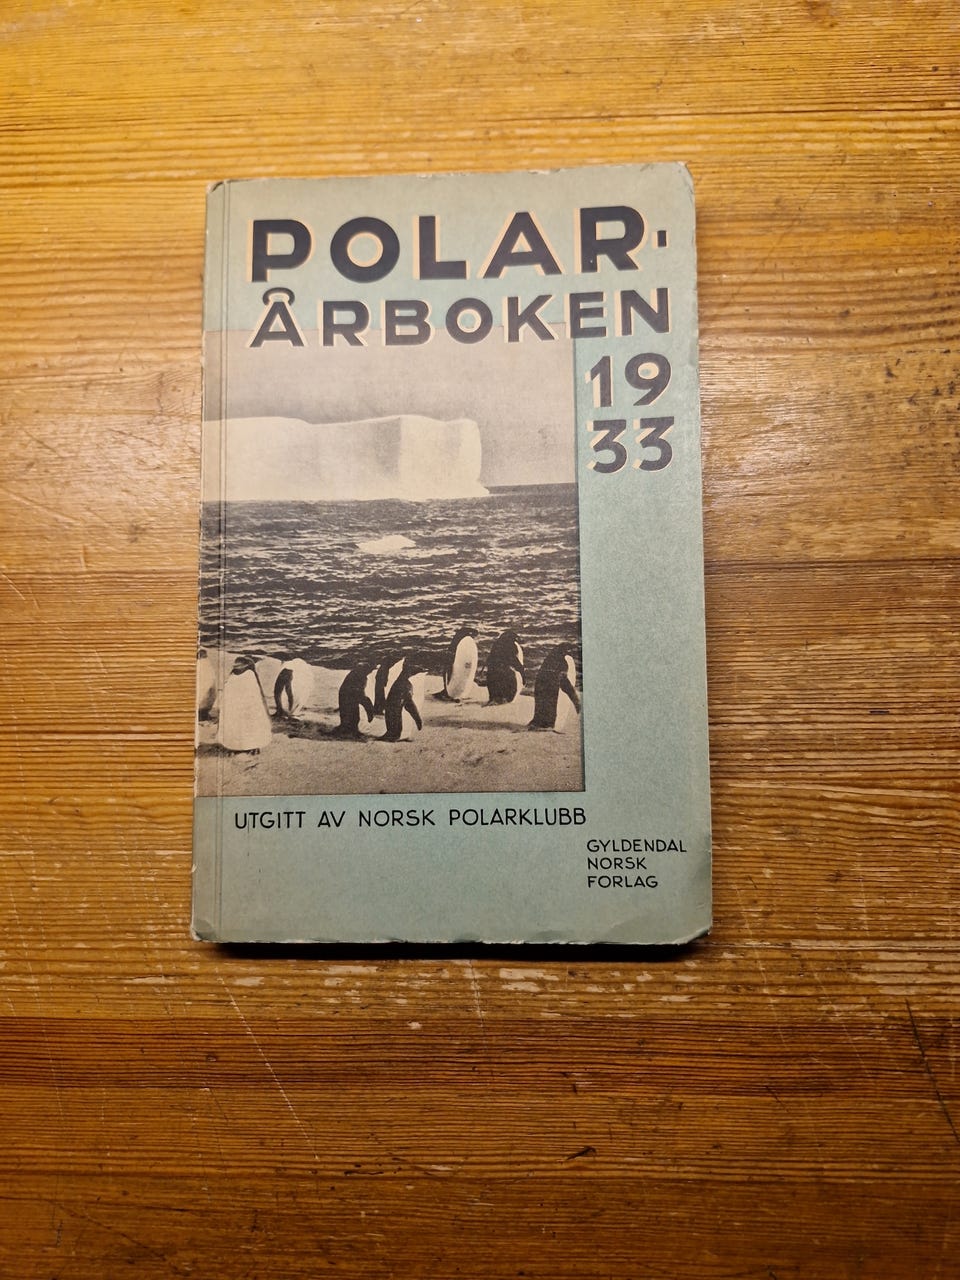 POLAR-
ÅRBOKEN
19
33
UTGITT AV NORSK POLARKLUBB
GYLDENDAL
NORSK
FORLAG